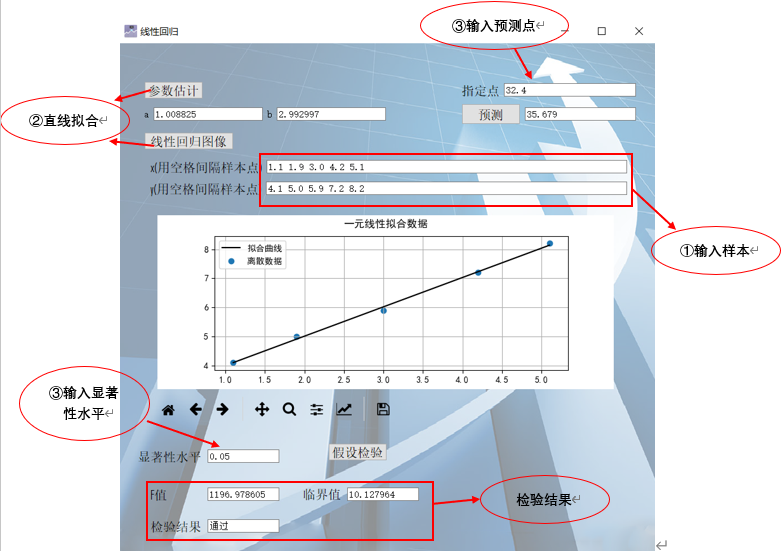 ③输入预测点
线性回归
参数估计
指定点 32.4
②直线拟合
a 1.008825 b 2.992997
预测 35.679
线性回归图像
x(用空格间隔样本点) 1.1 1.9 3.0 4.2 5.1
y(用空格间隔样本点 4.1 5.0 5.9 7.2 8.2
①输入样本
一元线性拟合数据
拟合曲线
离散数据
8
7
6
5
4
1.0 1.5 2.0 2.5 3.0 3.5 4.0 4.5 5.0
③输入显著
性水平
显著性水平 0.05
假设检验
F值 1196.978605 临界值 10.127964
检验结果
检验结果 通过